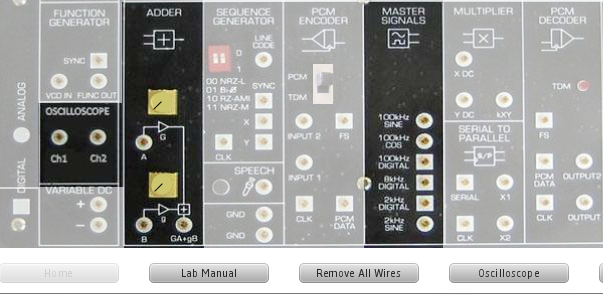 ANALOG
DIGITAL
FUNCTION
GENERATOR
SYNC
VCO IN FUNC OUT
OSCILLOSCOPE
Ch1 Ch2
VARIABLE DC
+
−
ADDER
G
A
g
B GA+gB
SEQUENCE
GENERATOR
LINE
CODE
0
1
00 NRZ-L
01 Bi-Ø
10 RZ-AMI
11 NRZ-M
SYNC
X
Y
CLK
SPEECH
GND
GND
PCM
ENCODER
PCM
TDM
INPUT 2 FS
INPUT 1
CLK PCM
DATA
MASTER
SIGNALS
100kHz
SINE
100kHz
COS
100kHz
DIGITAL
8kHz
DIGITAL
2kHz
DIGITAL
2kHz
SINE
MULTIPLIER
X DC
Y DC kXY
SERIAL TO
PARALLEL
S/P
SERIAL X1
CLK X2
PCM
DECODER
TDM
FS
PCM
DATA OUTPUT2
CLK OUTPUT
Home
Lab Manual
Remove All Wires
Oscilloscope